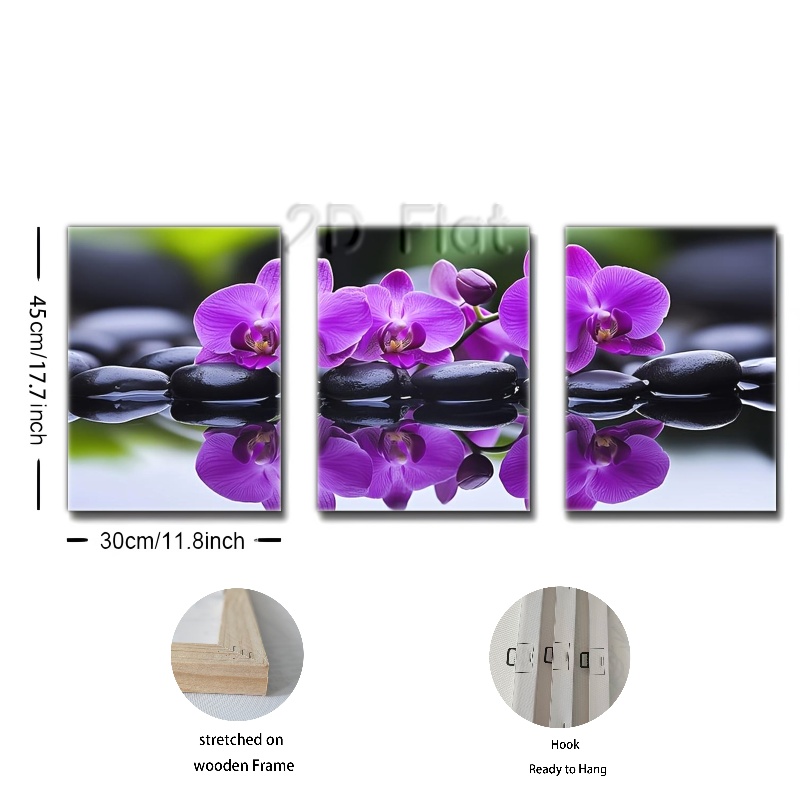 2D Flat
45cm/17.7inch
30cm/11.8inch
stretched on
wooden Frame
Hook
Ready to Hang